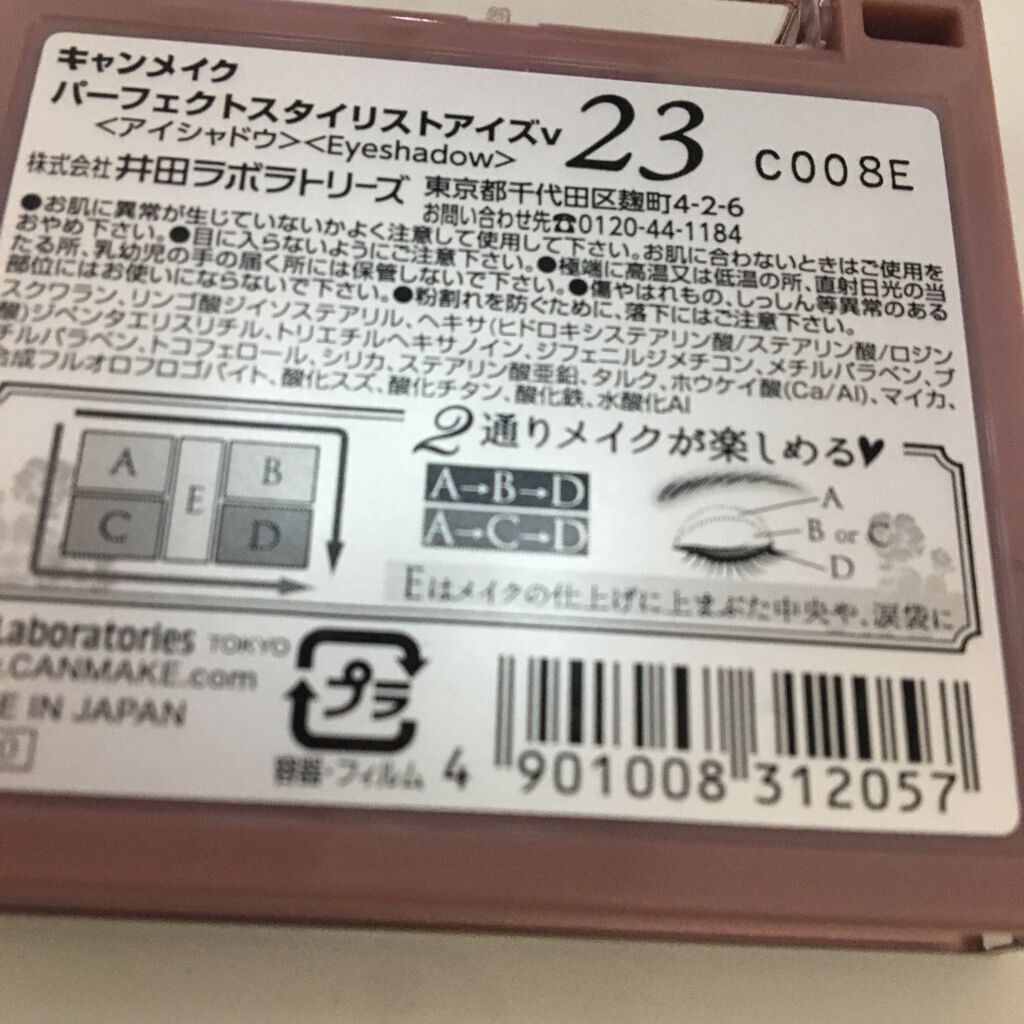 キャンメイク
パーフェクトスタイリストアイズv
23
C008E
<アイシャドウ><Eyeshadow>
株式会社 井田ラボラトリーズ 東京都千代田区麹町4-2-6
お問い合わせ先☎0120-44-1184
●お肌に異常が生じていないかよく注意して使用して下さい。お肌に合わないときはご使用を
おやめ下さい。●目に入らないようにご注意下さい。●極端に高温又は低温の所、直射日光の当
たる所、乳幼児の手の届く所には保管しないで下さい。●傷やはれもの、しっしん等異常のある
部位にはお使いにならないで下さい。●粉割れを防ぐために、落下にはご注意下さい。
スクワラン、リンゴ酸ジイソステアリル、ヘキサ(ヒドロキシステアリン酸/ステアリン酸/ロジン
酸)ジペンタエリスリチル、トリエチルヘキサノイン、ジフェニルジメチコン、メチルパラベン、ブ
チルパラベン、トコフェロール、シリカ、ステアリン酸亜鉛、タルク、ホウケイ酸(Ca/Al)、マイカ、
合成フルオロフロゴパイト、酸化スズ、酸化チタン、酸化鉄、水酸化Al
2通りメイクが楽しめる♥
A
B
E
C
D
A→B→D
A→C→D
A
B or C
D
Eはメイクの仕上げに上まぶた中央や、涙袋に
Laboratories TOKYO
.CANMAKE.com
E IN JAPAN
プラ
容器・フィルム
4 901008 312057